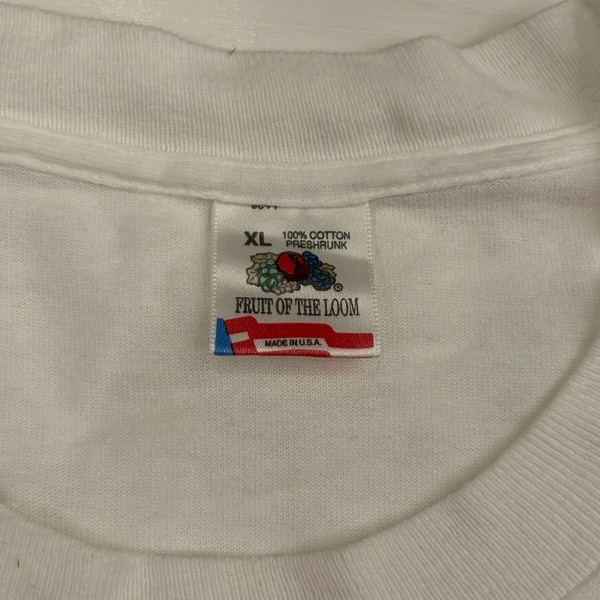 XL
100% COTTON
PRESHRUNK
®
FRUIT OF THE LOOM
MADE IN U.S.A.